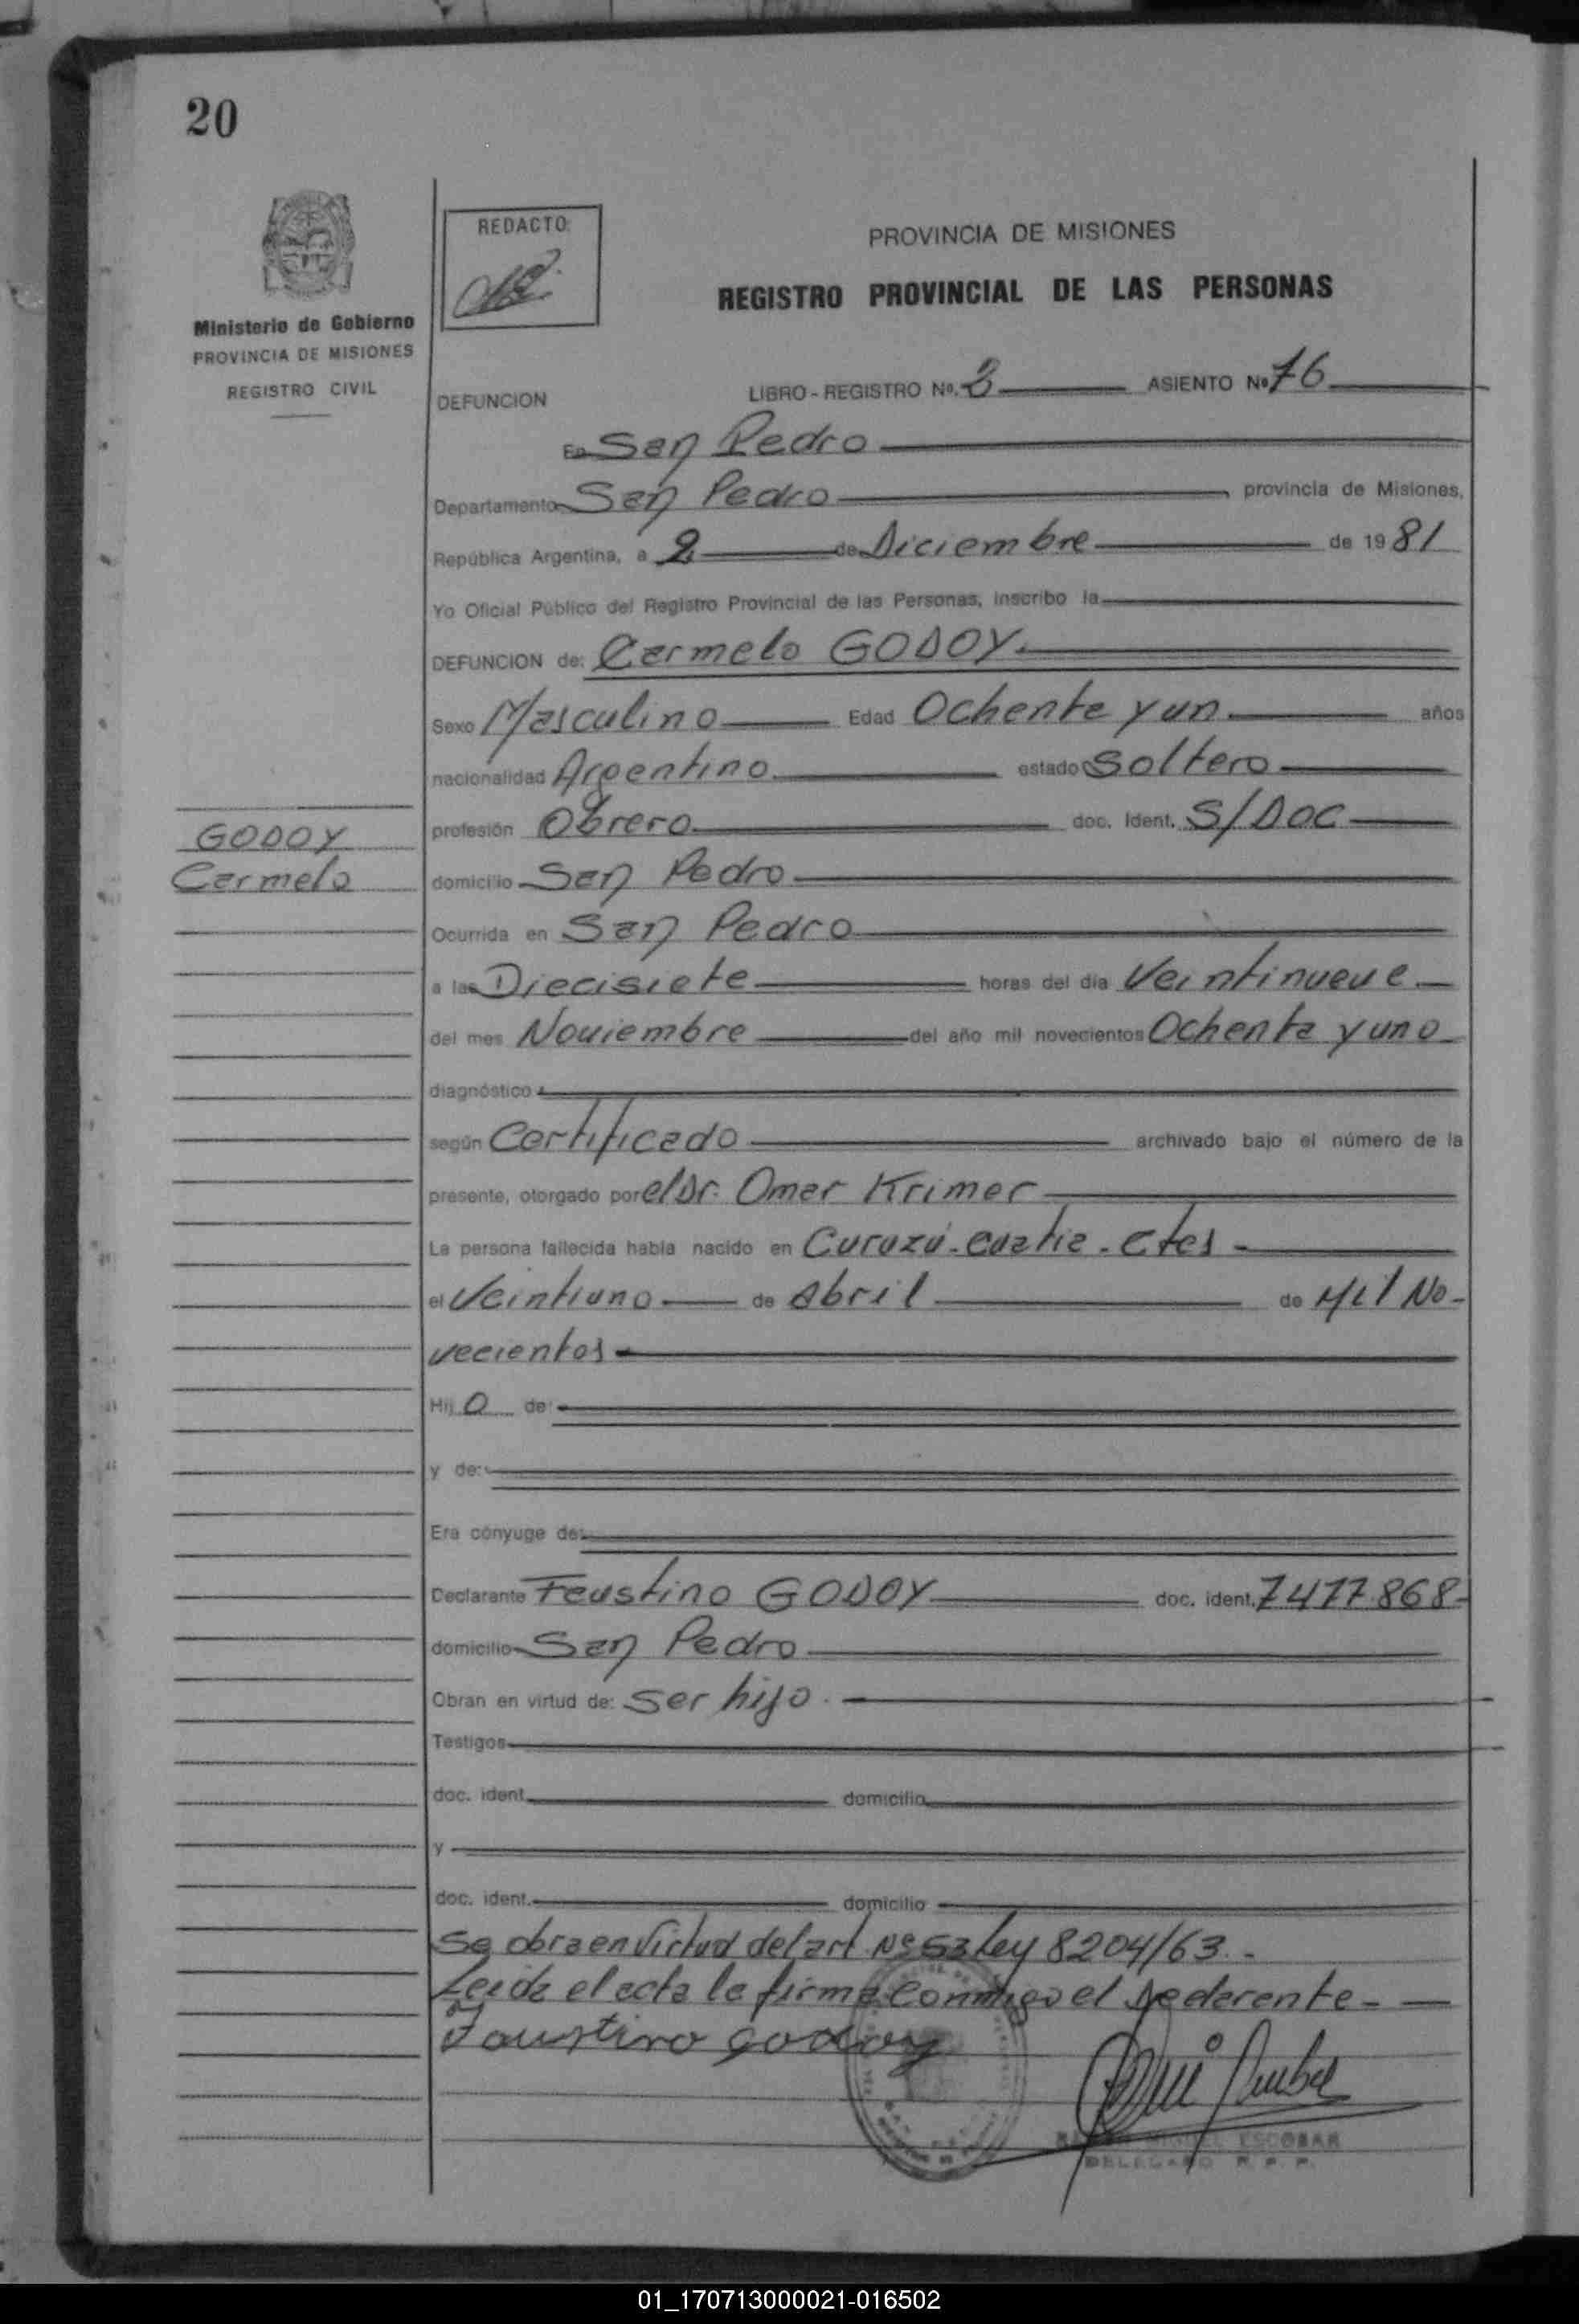 20
REDACTO:
PROVINCIA DE MISIONES
REGISTRO PROVINCIAL DE LAS PERSONAS
Ministerio de Gobierno
PROVINCIA DE MISIONES
REGISTRO CIVIL
DEFUNCION
LIBRO - REGISTRO Nº. 3 ASIENTO Nº 76
En San Pedro
Departamento San Pedro provincia de Misiones,
República Argentina, a 2 de Diciembre de 1981
Yo Oficial Público del Registro Provincial de las Personas, inscribo la
DEFUNCION de: Carmelo GODOY.
Sexo Masculino Edad Ochenta y un años
nacionalidad Argentino estado Soltero
profesión Obrero doc. Ident. S/DOC
GODOY
Carmelo
domicilio San Pedro
Ocurrida en San Pedro
a las Diecisiete horas del día Veintinueve
del mes Noviembre del año mil novecientos Ochenta y uno
diagnóstico
según Certificado archivado bajo el número de la
presente, otorgado por el Dr. Omar Krimer
La persona fallecida había nacido en Curuzú-cuatia-Ctes -
el Veintiuno de Abril de Mil No-
vecientos
Hijo de:
y de:
Era cónyuge de:
Declarante Faustino GODOY doc. ident. 7477.868-
domicilio San Pedro
Obran en virtud de: Ser hijo. -
Testigos
doc. ident. domicilio
y
doc. ident. domicilio
Se obra en Virtud del art. Nº 53 Ley 8204/63. -
Leida el acta la firma conmigo el Declarante -
Faustino godoy
MIGUEL ESCOBAR
DELEGADO R. P. P.
01_170713000021-016502